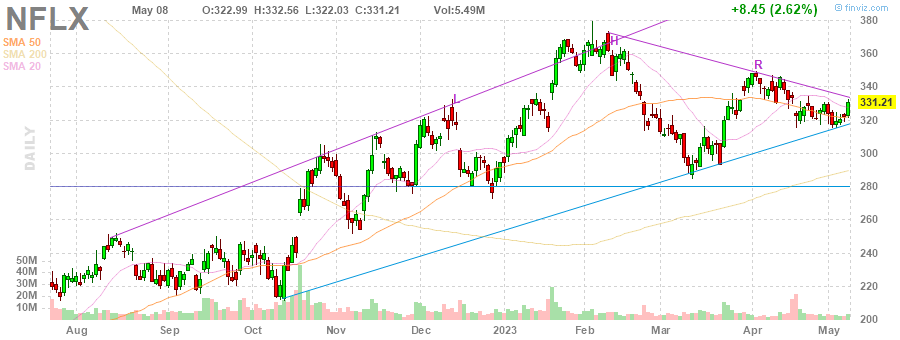 NFLX
May 08 O:322.99 H:332.56 L:322.03 C:331.21 Vol:5.49M +8.45 (2.62%) © finviz.com
SMA 50
SMA 200
SMA 20
DAILY
380
360
340
331.21
320
300
280
260
240
220
200
50M
40M
30M
20M
10M
L
H
R
Aug Sep Oct Nov Dec 2023 Feb Mar Apr May